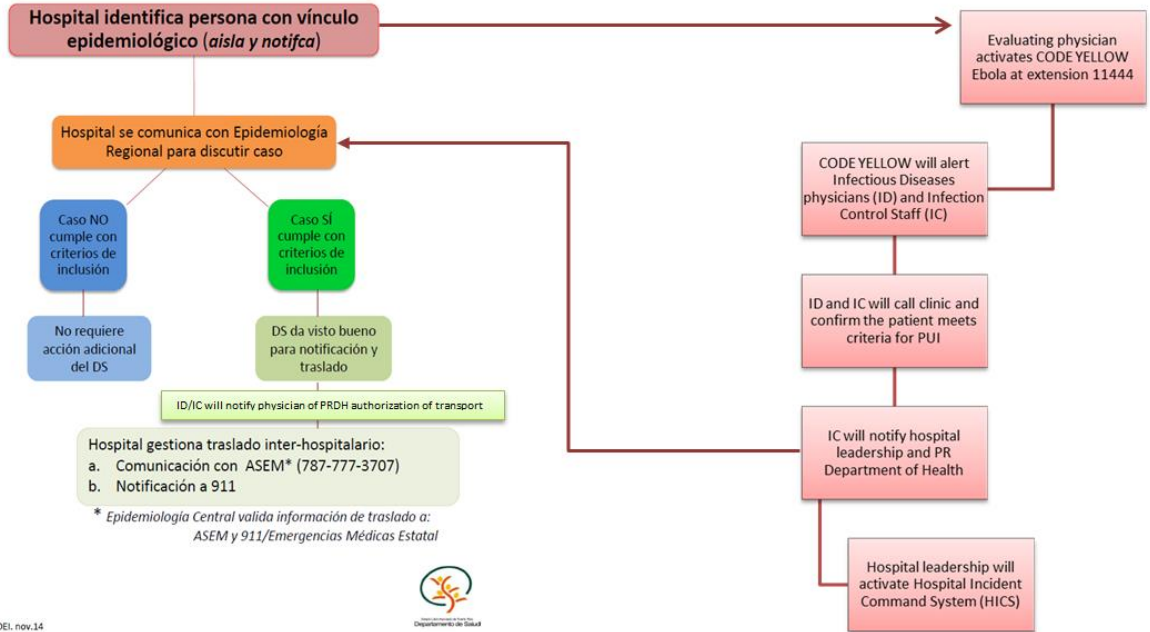 Hospital identifica persona con vínculo
epidemiológico (aisla y notifca)
Evaluating physician
activates CODE YELLOW
Ebola at extension 11444
Hospital se comunica con Epidemiología
Regional para discutir caso
CODE YELLOW will alert
Infectious Diseases
physicians (ID) and Infection
Control Staff (IC)
Caso NO
cumple con
criterios de
inclusión
Caso SÍ
cumple con
criterios de
inclusión
ID and IC will call clinic and
confirm the patient meets
criteria for PUI
No requiere
acción adicional
del DS
DS da visto bueno
para notificación y
traslado
ID/IC will notify physician of PRDH authorization of transport
IC will notify hospital
leadership and PR
Department of Health
Hospital gestiona traslado inter-hospitalario:
a. Comunicación con ASEM* (787-777-3707)
b. Notificación a 911
* Epidemiología Central valida información de traslado a:
ASEM y 911/Emergencias Médicas Estatal
Hospital leadership will
activate Hospital Incident
Command System (HICS)
Departamento de Salud
DEI. nov.14